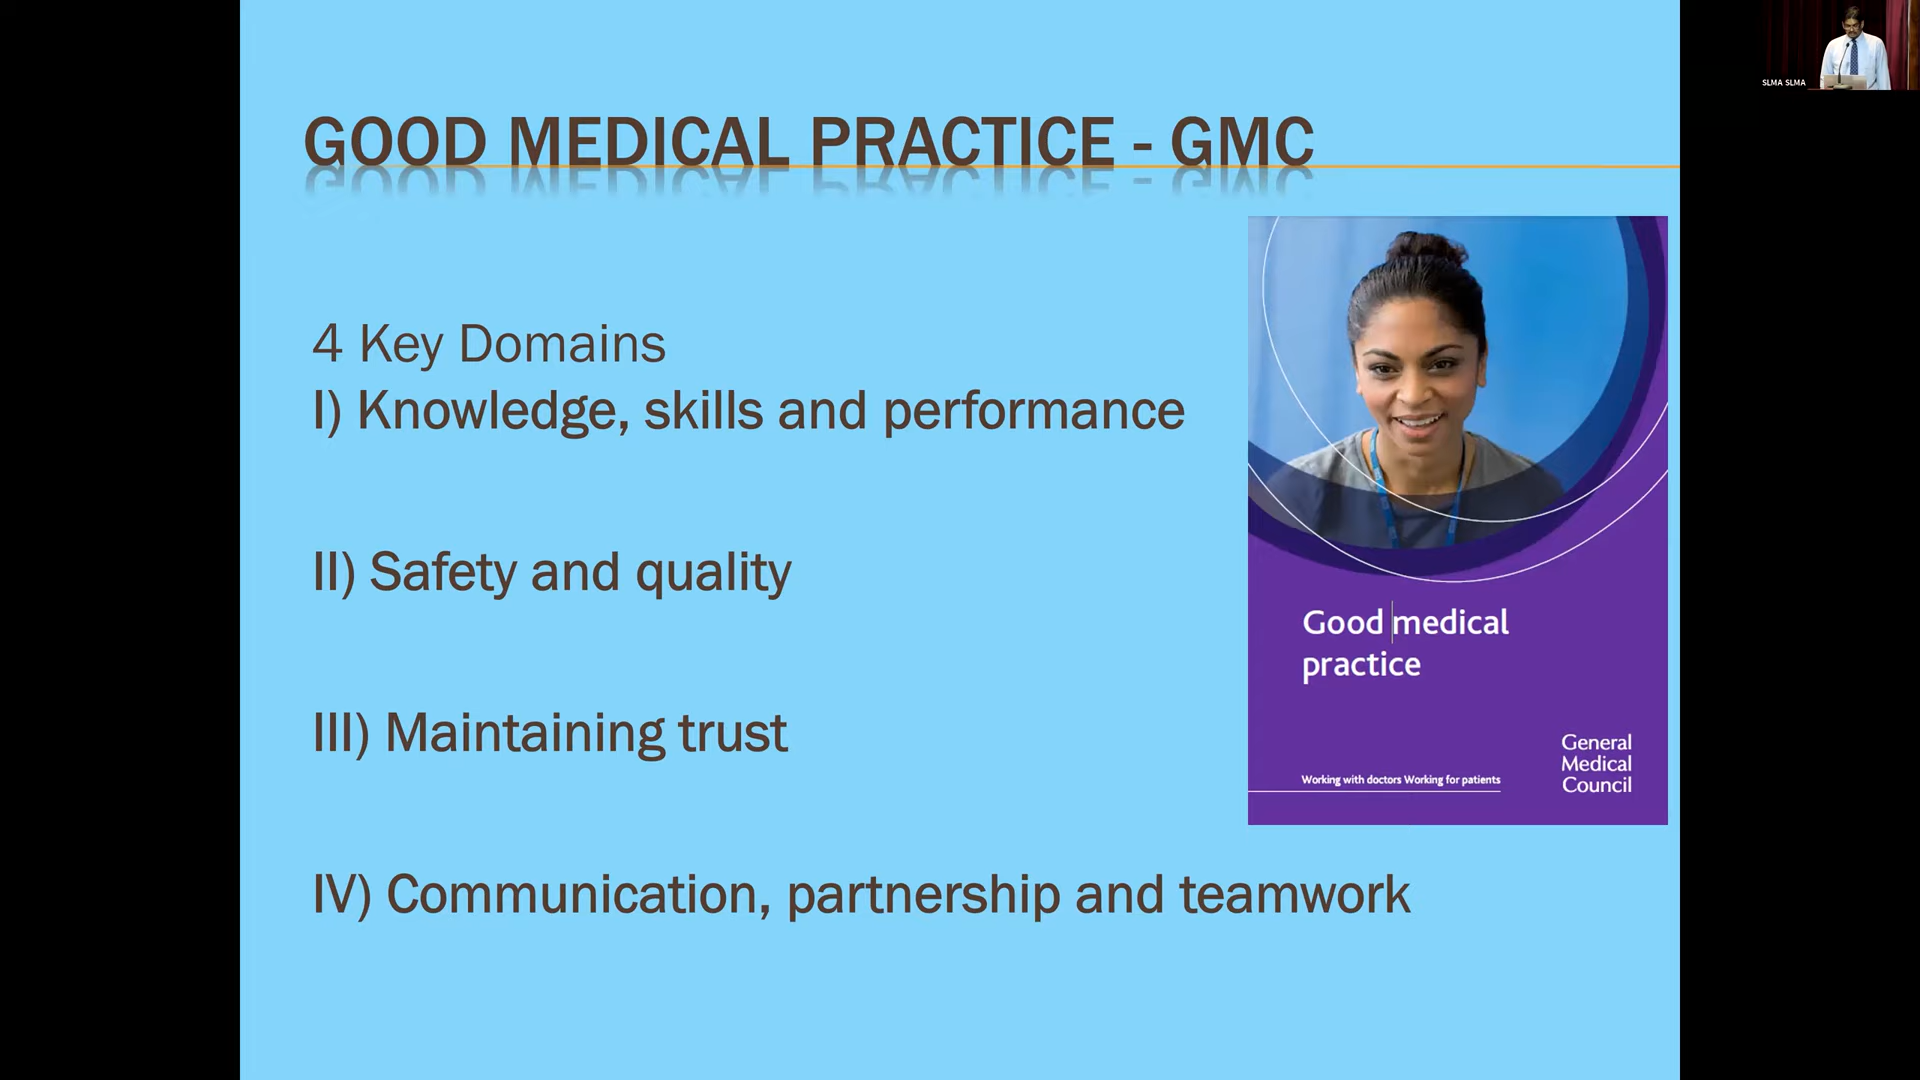 SLMA SLMA
GOOD MEDICAL PRACTICE - GMC
4 Key Domains
I) Knowledge, skills and performance
II) Safety and quality
III) Maintaining trust
IV) Communication, partnership and teamwork
Good medical
practice
Working with doctors Working for patients
General
Medical
Council